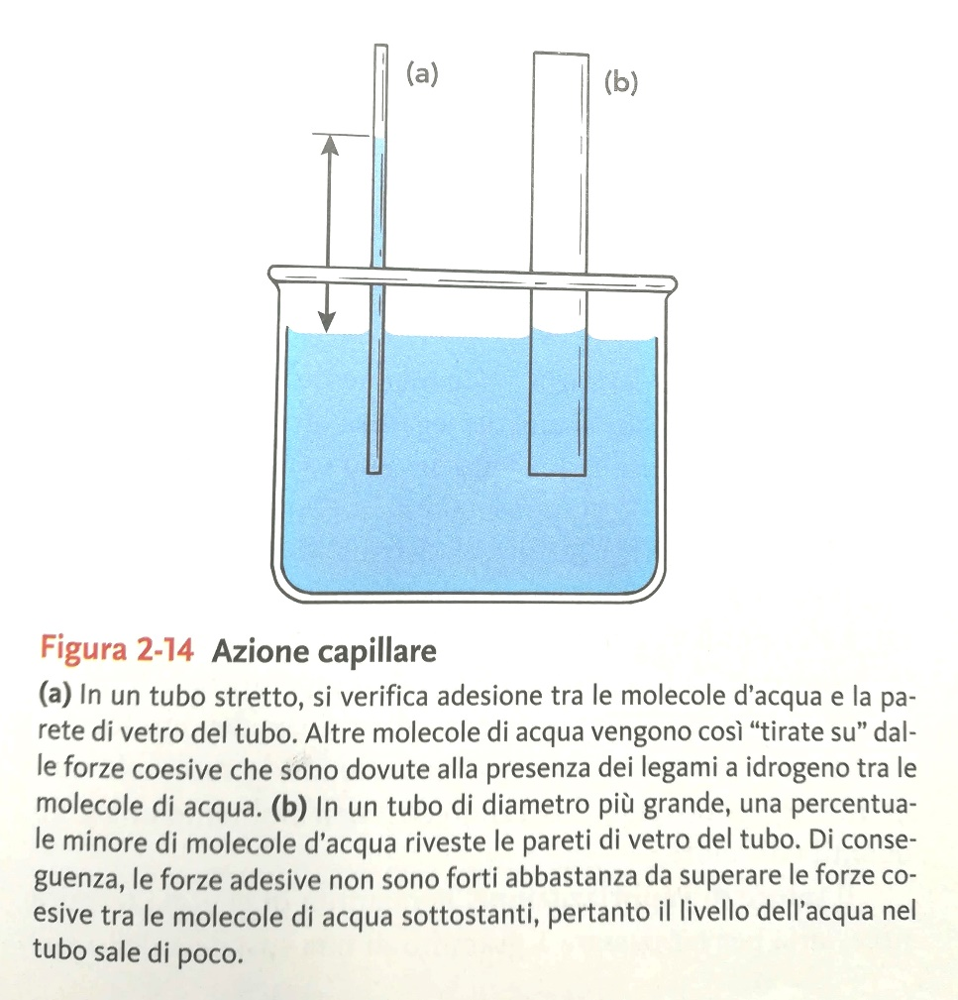 (a)
(b)
Figura 2-14 Azione capillare
(a) In un tubo stretto, si verifica adesione tra le molecole d'acqua e la pa-
rete di vetro del tubo. Altre molecole di acqua vengono così “tirate su” dal-
le forze coesive che sono dovute alla presenza dei legami a idrogeno tra le
molecole di acqua. (b) In un tubo di diametro più grande, una percentua-
le minore di molecole d'acqua riveste le pareti di vetro del tubo. Di conse-
guenza, le forze adesive non sono forti abbastanza da superare le forze co-
esive tra le molecole di acqua sottostanti, pertanto il livello dell'acqua nel
tubo sale di poco.